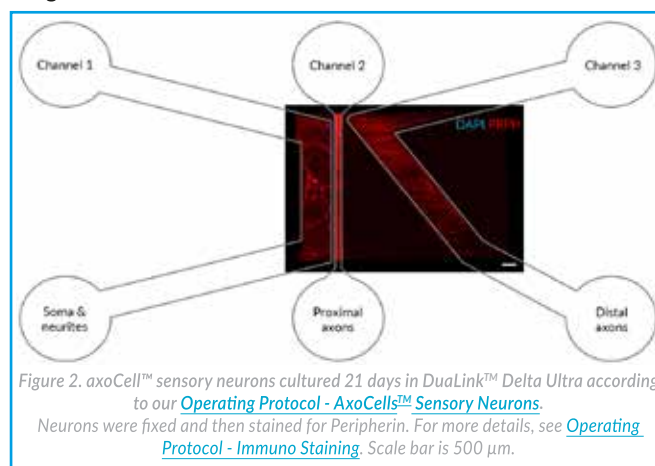 Channel 1
Channel 2
Channel 3
DAPI PRPH
Soma &
neurites
Proximal
axons
Distal
axons
Figure 2. axoCell™ sensory neurons cultured 21 days in DuaLink™ Delta Ultra according
to our Operating Protocol - AxoCells™ Sensory Neurons.
Neurons were fixed and then stained for Peripherin. For more details, see Operating
Protocol - Immuno Staining. Scale bar is 500 µm.